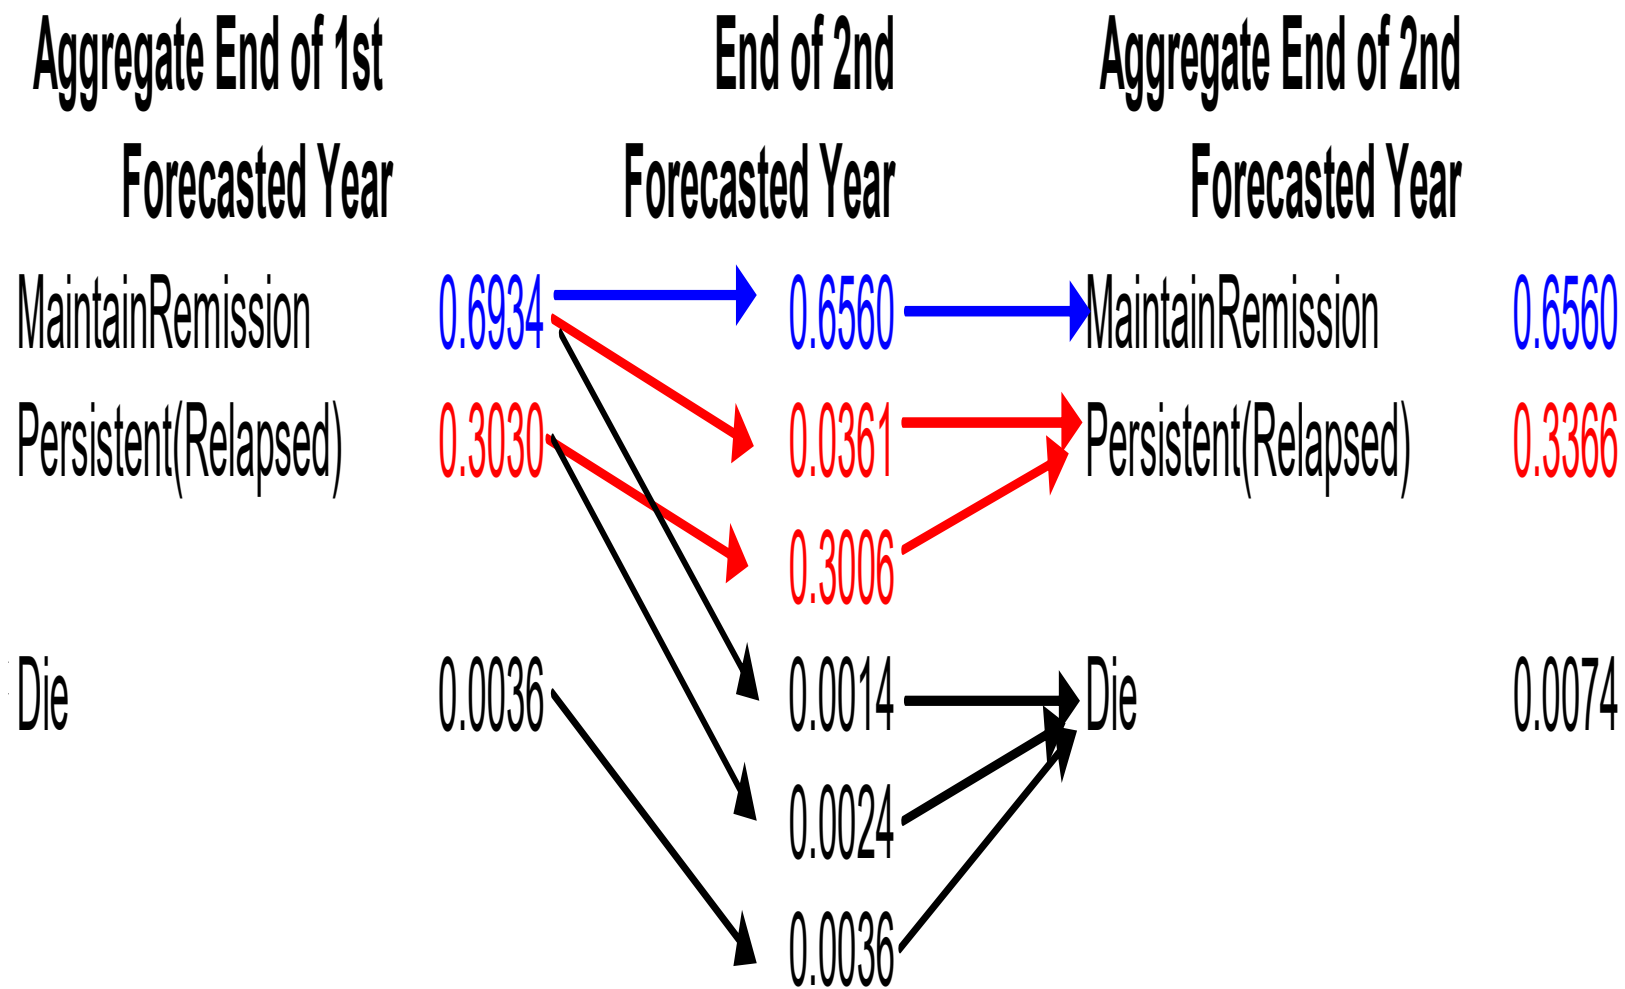 Aggregate End of 1st End of 2nd Aggregate End of 2nd
Forecasted Year Forecasted Year Forecasted Year
MaintainRemission 0.6934 0.6560 MaintainRemission 0.6560
Persistent(Relapsed) 0.3030 0.0361 Persistent(Relapsed) 0.3366
0.3006
Die 0.0036 0.0014 Die 0.0074
0.0024
0.0036